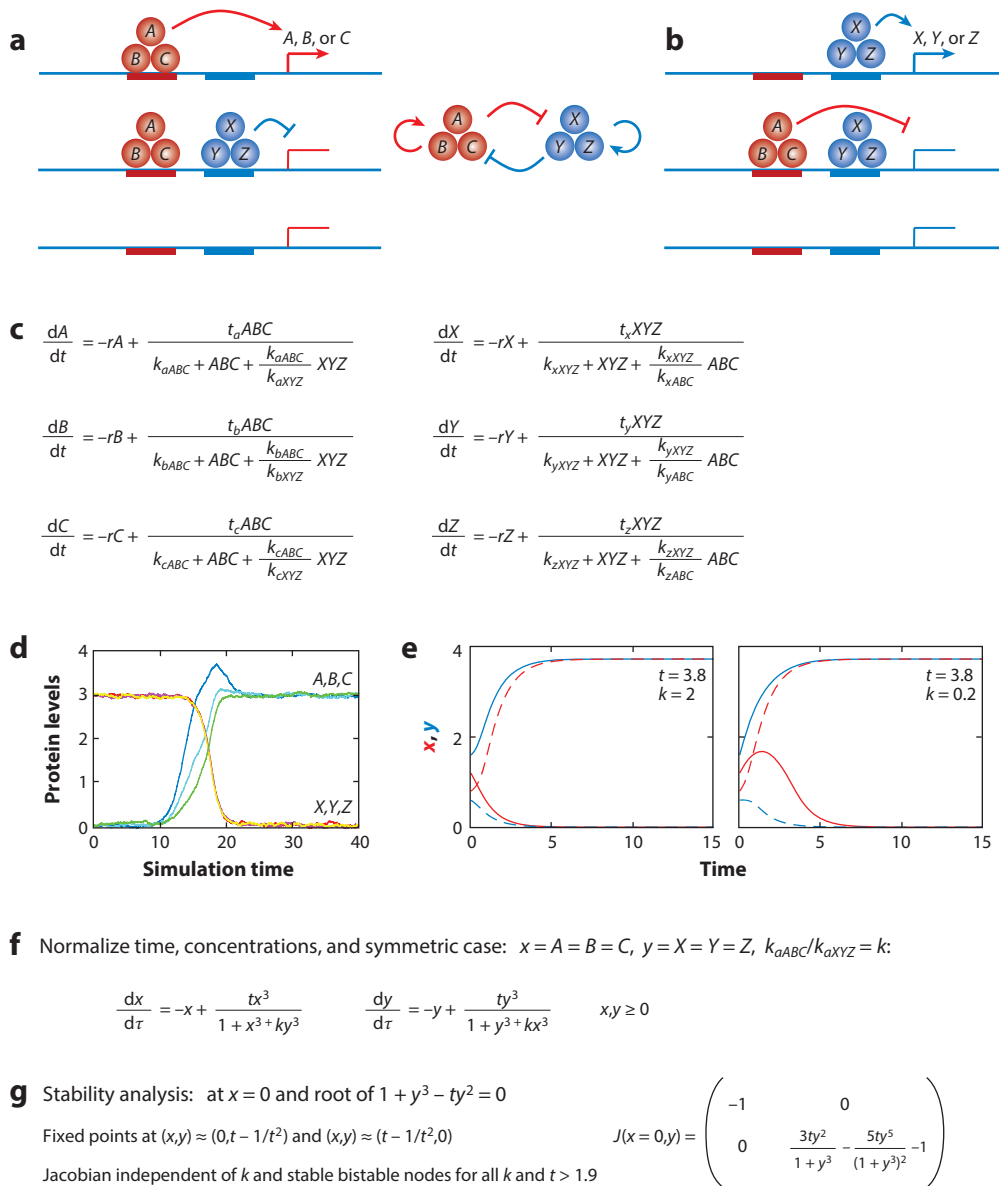 a
A
B C
A, B, or C
A
B C
X
Y Z
A
B C
X
Y Z
b
X
Y Z
X, Y, or Z
A
B C
X
Y Z
c
dA/dt = –rA + t_aABC / (k_aABC + ABC + (k_aABC/k_aXYZ) XYZ)
dX/dt = –rX + t_xXYZ / (k_xXYZ + XYZ + (k_xXYZ/k_xABC) ABC)
dB/dt = –rB + t_bABC / (k_bABC + ABC + (k_bABC/k_bXYZ) XYZ)
dY/dt = –rY + t_yXYZ / (k_yXYZ + XYZ + (k_yXYZ/k_yABC) ABC)
dC/dt = –rC + t_cABC / (k_cABC + ABC + (k_cABC/k_cXYZ) XYZ)
dZ/dt = –rZ + t_zXYZ / (k_zXYZ + XYZ + (k_zXYZ/k_zABC) ABC)
d
Protein levels
4
3
2
1
0
A,B,C
X,Y,Z
0 10 20 30 40
Simulation time
e
x, y
4
2
0
t = 3.8
k = 2
0 5 10 15
t = 3.8
k = 0.2
0 5 10 15
Time
f Normalize time, concentrations, and symmetric case: x = A = B = C, y = X = Y = Z, k_aABC/k_aXYZ = k:
dx/dτ = –x + tx³ / (1 + x^(3 +) ky³)
dy/dτ = –y + ty³ / (1 + y^(3 +) kx³)
x,y ≥ 0
g Stability analysis: at x = 0 and root of 1 + y³ – ty² = 0
Fixed points at (x,y) ≈ (0,t – 1/t²) and (x,y) ≈ (t – 1/t²,0)
Jacobian independent of k and stable bistable nodes for all k and t > 1.9
J(x = 0,y) =
–1 0
0 3ty²/(1 + y³) – 5ty⁵/(1 + y³)² –1